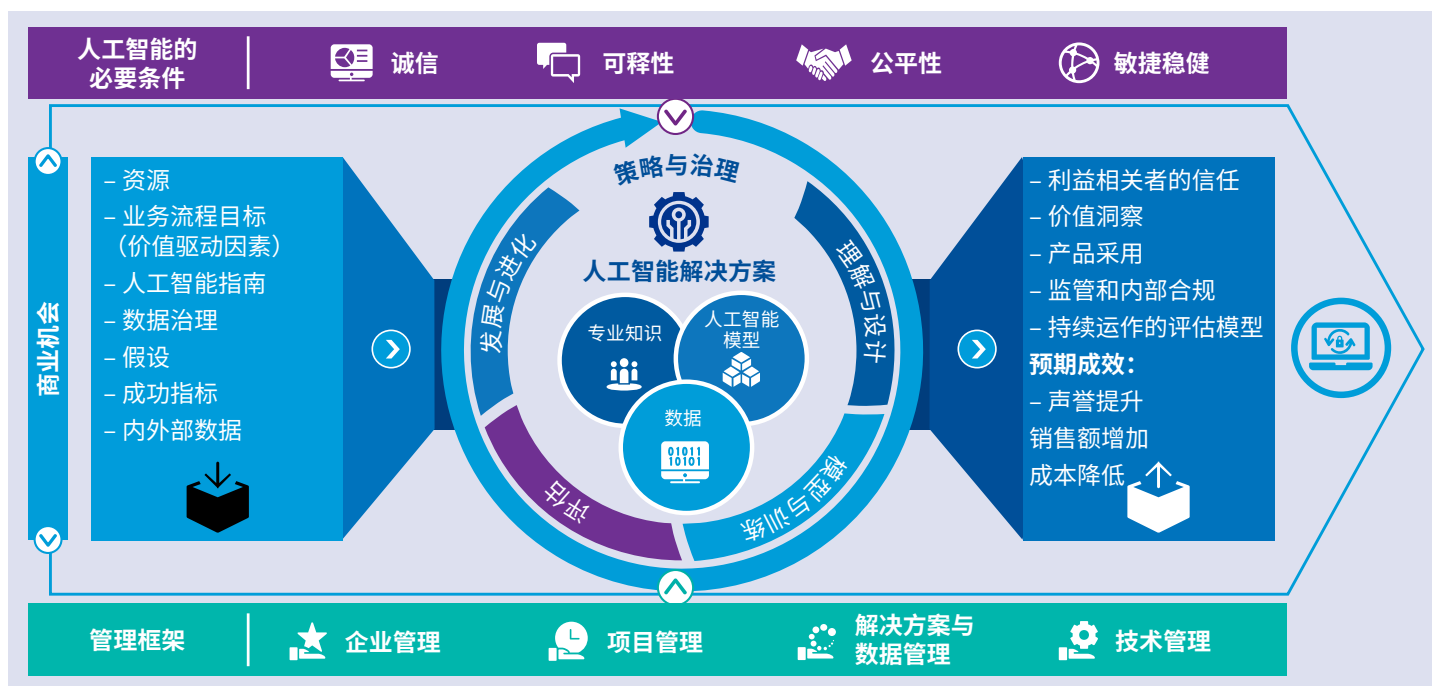 人工智能的
必要条件
诚信
可释性
公平性
敏捷稳健
商业机会
– 资源
– 业务流程目标
（价值驱动因素）
– 人工智能指南
– 数据治理
– 假设
– 成功指标
– 内外部数据
策略与治理
人工智能解决方案
专业知识
人工智能
模型
数据
01011
10101
理解与设计
模型与训练
评估
发展与进化
– 利益相关者的信任
– 价值洞察
– 产品采用
– 监管和内部合规
– 持续运作的评估模型
预期成效：
– 声誉提升
销售额增加
成本降低
管理框架
企业管理
项目管理
解决方案与
数据管理
技术管理